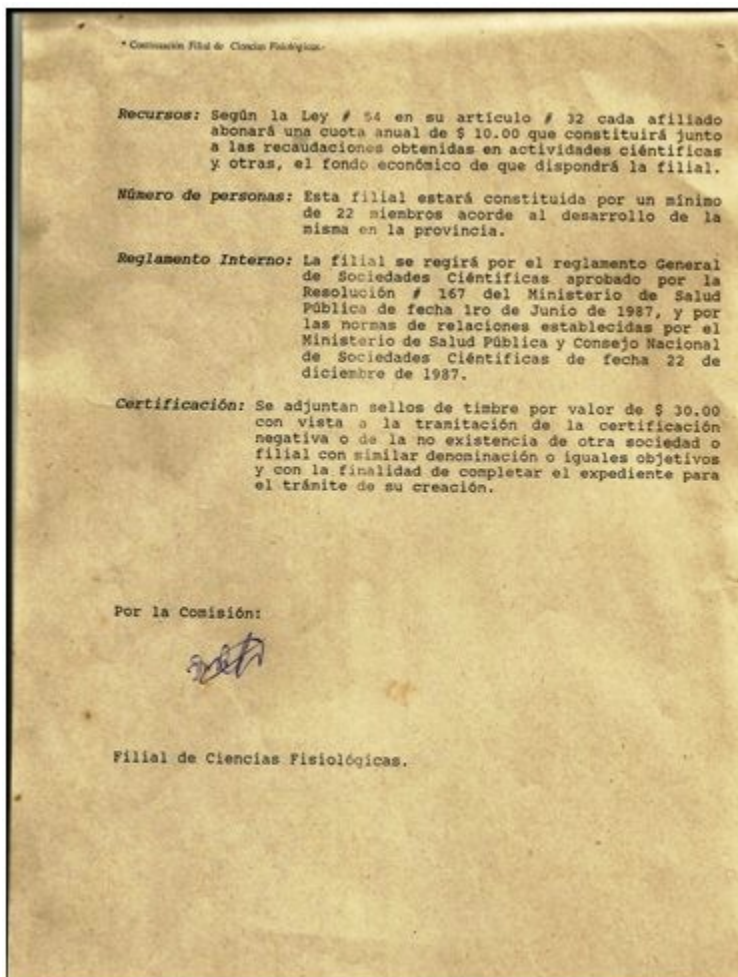 * Continuación Filial de Ciencias Fisiológicas.-
Recursos: Según la Ley # 54 en su artículo # 32 cada afiliado
abonará una cuota anual de $ 10.00 que constituirá junto
a las recaudaciones obtenidas en actividades ciéntificas
y otras, el fondo económico de que dispondrá la filial.
Número de personas: Esta filial estará constituida por un mínimo
de 22 miembros acorde al desarrollo de la
misma en la provincia.
Reglamento Interno: La filial se regirá por el reglamento General
de Sociedades Ciéntificas aprobado por la
Resolución # 167 del Ministerio de Salud
Pública de fecha 1ro de Junio de 1987, y por
las normas de relaciones establecidas por el
Ministerio de Salud Pública y Consejo Nacional
de Sociedades Ciéntificas de fecha 22 de
diciembre de 1987.
Certificación: Se adjuntan sellos de timbre por valor de $ 30.00
con vista a la tramitación de la certificación
negativa o de la no existencia de otra sociedad o
filial con similar denominación o iguales objetivos
y con la finalidad de completar el expediente para
el trámite de su creación.
Por la Comisión:
Filial de Ciencias Fisiológicas.